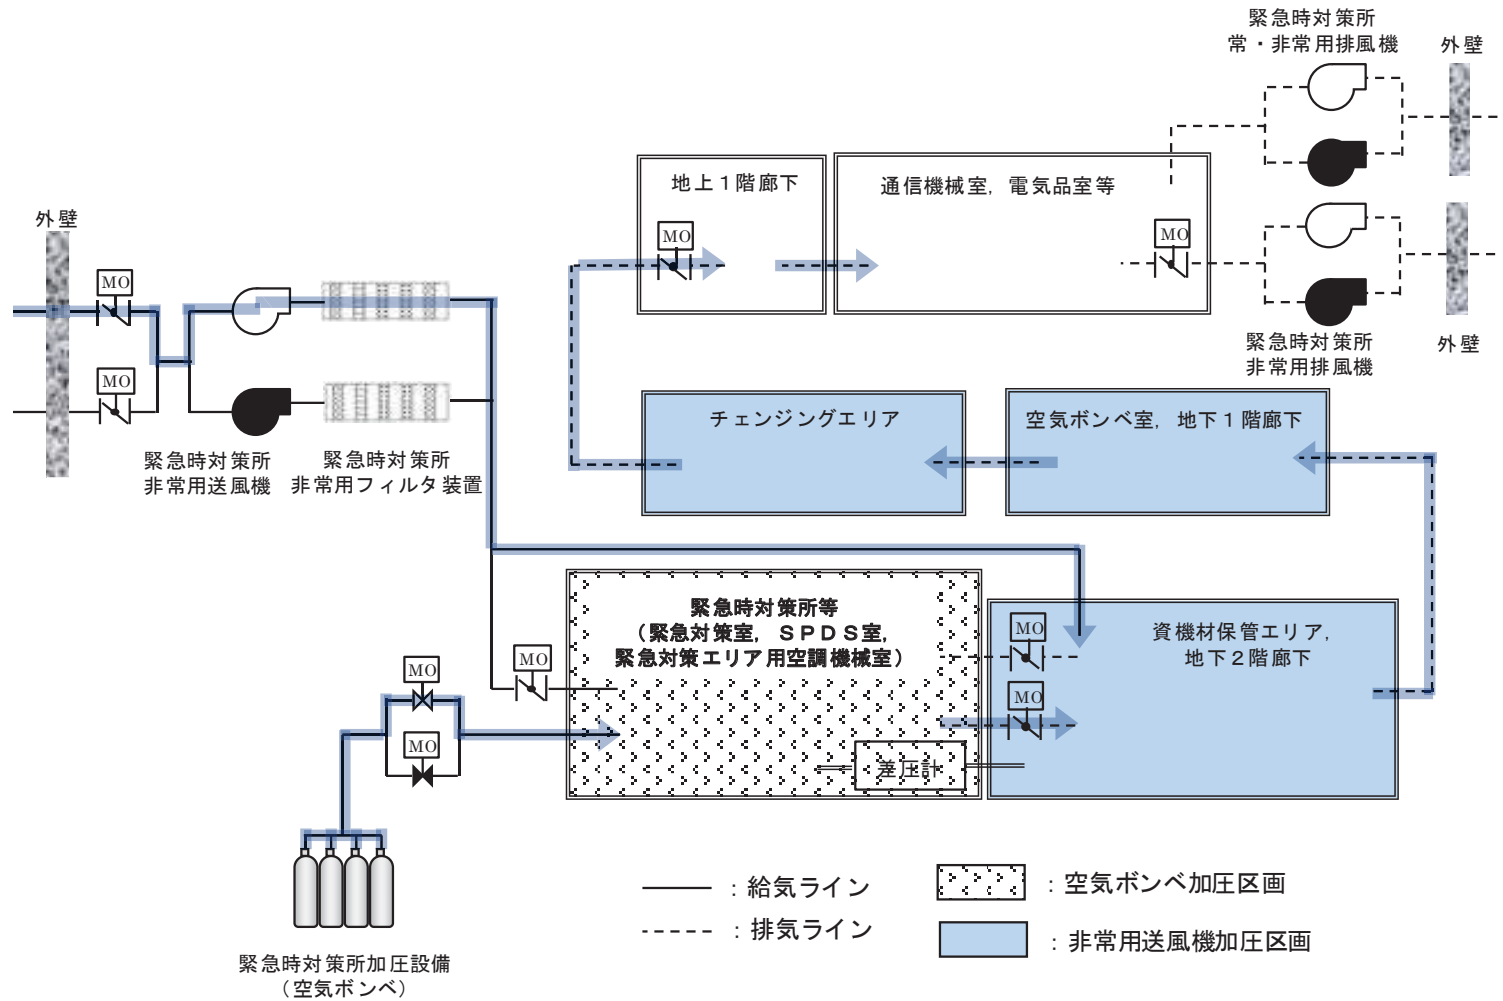 緊急時対策所
常・非常用排風機
外壁
地上１階廊下
通信機械室，電気品室等
MO
MO
外壁
MO
MO
緊急時対策所
非常用排風機
外壁
チェンジングエリア
空気ボンベ室，地下１階廊下
緊急時対策所
非常用送風機
緊急時対策所
非常用フィルタ装置
緊急時対策所等
（緊急対策室，ＳＰＤＳ室，
緊急対策エリア用空調機械室）
MO
MO
資機材保管エリア，
地下２階廊下
MO
MO
MO
MO
差圧計
：給気ライン
：排気ライン
：空気ボンベ加圧区画
：非常用送風機加圧区画
緊急時対策所加圧設備
（空気ボンベ）